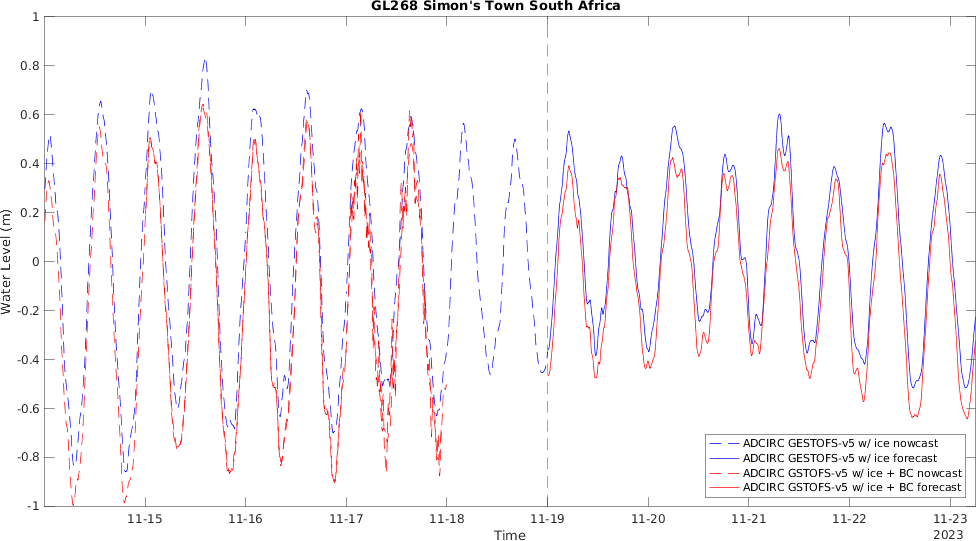 GL268 Simon's Town South Africa
Water Level (m)
1
0.8
0.6
0.4
0.2
0
-0.2
-0.4
-0.6
-0.8
-1
ADCIRC GESTOFS-v5 w/ ice nowcast
ADCIRC GESTOFS-v5 w/ ice forecast
ADCIRC GSTOFS-v5 w/ ice + BC nowcast
ADCIRC GSTOFS-v5 w/ ice + BC forecast
11-15 11-16 11-17 11-18 11-19 11-20 11-21 11-22 11-23
Time
2023